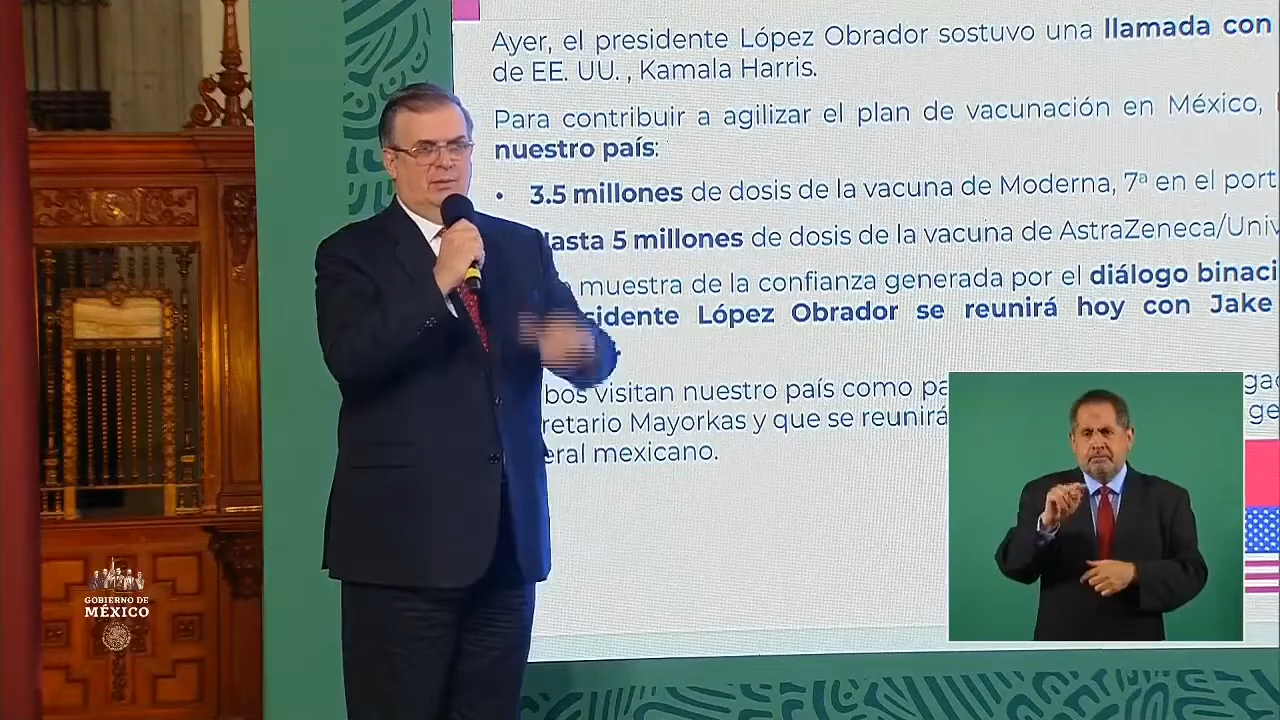 Ayer, el presidente López Obrador sostuvo una llamada con
de EE. UU. , Kamala Harris.
Para contribuir a agilizar el plan de vacunación en México,
nuestro país:
• 3.5 millones de dosis de la vacuna de Moderna, 7ª en el port
Hasta 5 millones de dosis de la vacuna de AstraZeneca/Univ
muestra de la confianza generada por el diálogo binaci
sidente López Obrador se reunirá hoy con Jake
bos visitan nuestro país como pa
retario Mayorkas y que se reunirá
eral mexicano.
GOBIERNO DE
MÉXICO